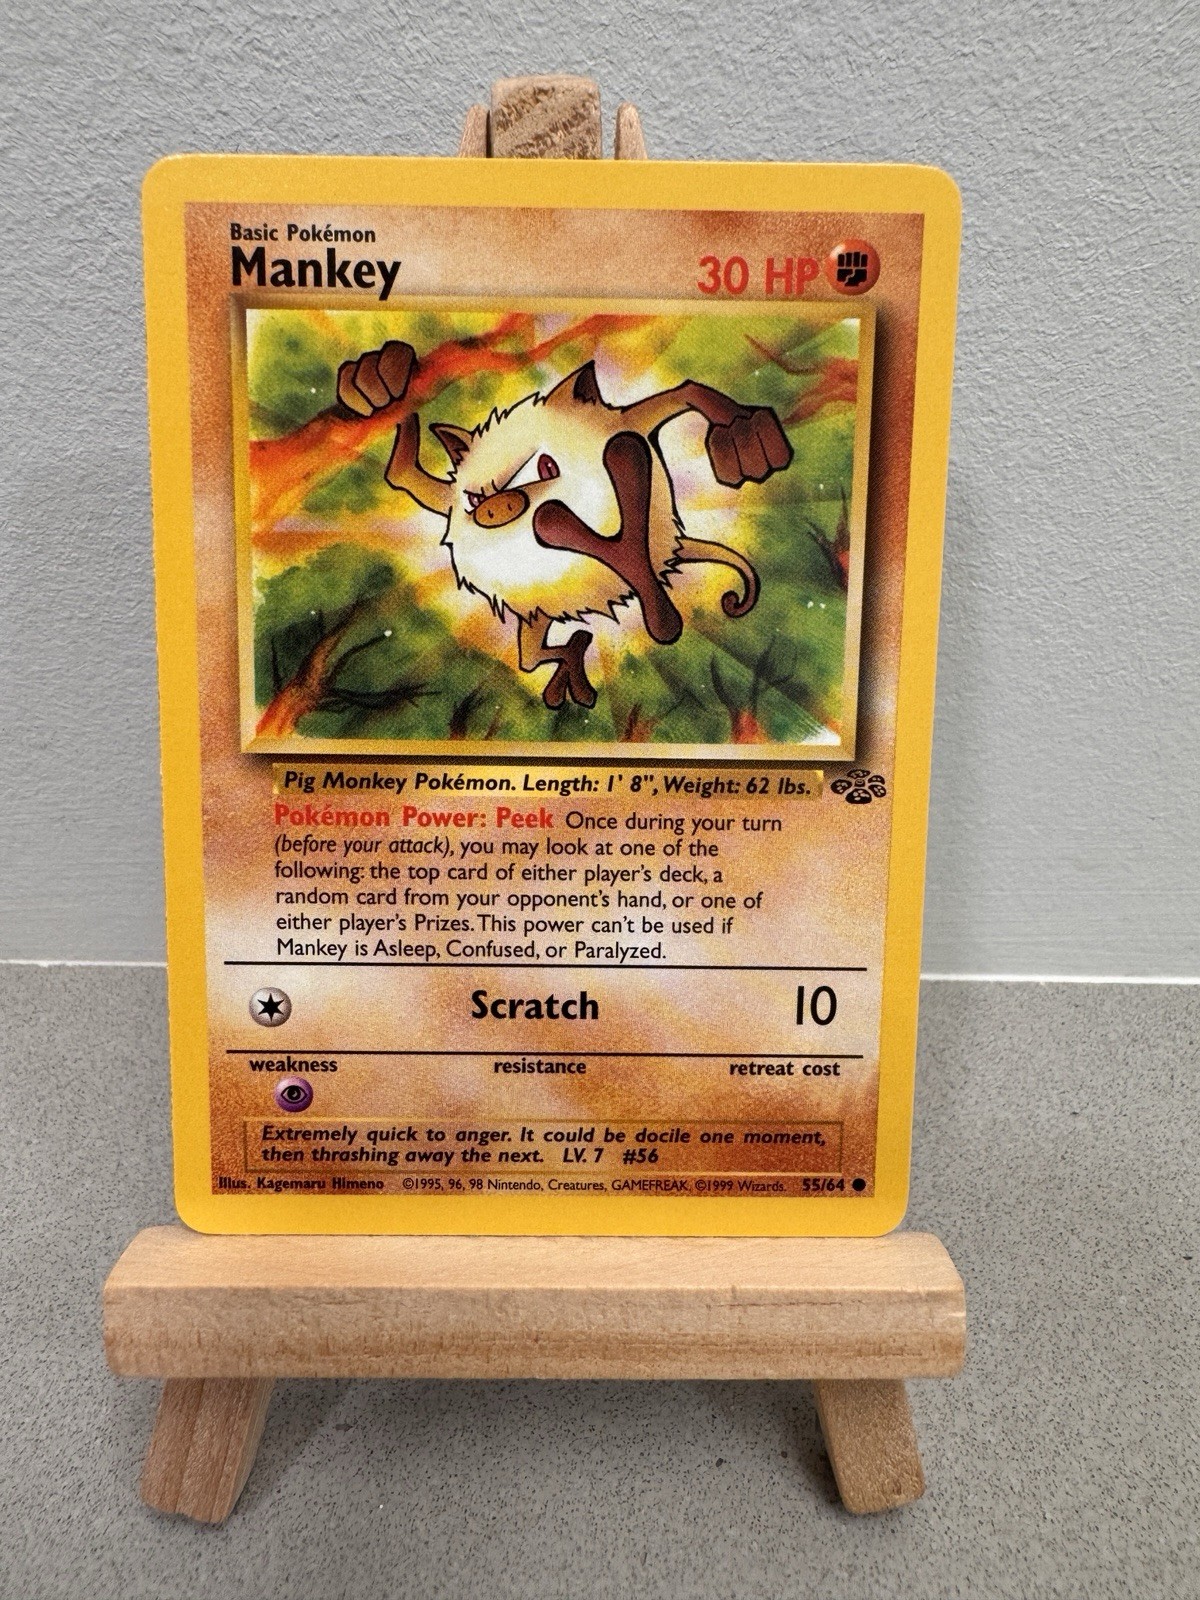 Basic Pokémon
Mankey
30 HP
Pig Monkey Pokémon. Length: 1' 8", Weight: 62 lbs.
Pokémon Power: Peek Once during your turn
(before your attack), you may look at one of the
following: the top card of either player's deck, a
random card from your opponent's hand, or one of
either player's Prizes. This power can't be used if
Mankey is Asleep, Confused, or Paralyzed.
Scratch 10
weakness resistance retreat cost
Extremely quick to anger. It could be docile one moment,
then thrashing away the next. LV. 7 #56
Illus. Kagemaru Himeno ©1995, 96, 98 Nintendo, Creatures, GAMEFREAK. ©1999 Wizards. 55/64